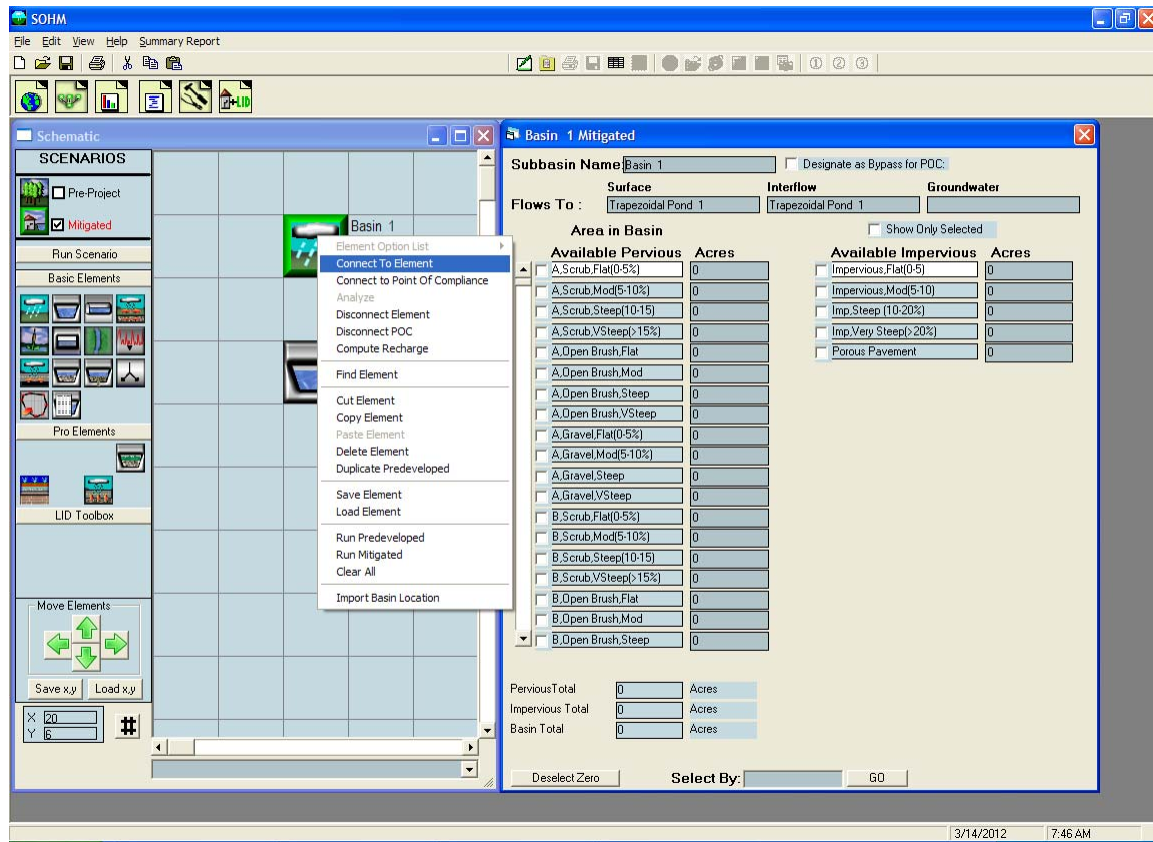 SOHM
File Edit View Help Summary Report
+LID
Schematic
SCENARIOS
Pre-Project
Mitigated
Run Scenario
Basic Elements
Pro Elements
LID Toolbox
Move Elements
Save x,y Load x,y
X 20
Y 6
#
Basin 1
Element Option List
Connect To Element
Connect to Point Of Compliance
Analyze
Disconnect Element
Disconnect POC
Compute Recharge
Find Element
Cut Element
Copy Element
Paste Element
Delete Element
Duplicate Predeveloped
Save Element
Load Element
Run Predeveloped
Run Mitigated
Clear All
Import Basin Location
Basin 1 Mitigated
Subbasin Name: Basin 1 Designate as Bypass for POC:
Surface Interflow Groundwater
Flows To : Trapezoidal Pond 1 Trapezoidal Pond 1
Area in Basin Show Only Selected
Available Pervious Acres Available Impervious Acres
A,Scrub,Flat(0-5%) 0 Impervious,Flat(0-5) 0
A,Scrub,Mod(5-10%) 0 Impervious,Mod(5-10) 0
A,Scrub,Steep(10-15) 0 Imp,Steep (10-20%) 0
A,Scrub,VSteep(>15%) 0 Imp,Very Steep(>20%) 0
A,Open Brush,Flat 0 Porous Pavement 0
A,Open Brush,Mod 0
A,Open Brush,Steep 0
A,Open Brush,VSteep 0
A,Gravel,Flat(0-5%) 0
A,Gravel,Mod(5-10%) 0
A,Gravel,Steep 0
A,Gravel,VSteep 0
B,Scrub,Flat(0-5%) 0
B,Scrub,Mod(5-10%) 0
B,Scrub,Steep(10-15) 0
B,Scrub,VSteep(>15%) 0
B,Open Brush,Flat 0
B,Open Brush,Mod 0
B,Open Brush,Steep 0
PerviousTotal 0 Acres
Impervious Total 0 Acres
Basin Total 0 Acres
Deselect Zero Select By: GO
3/14/2012 7:46 AM